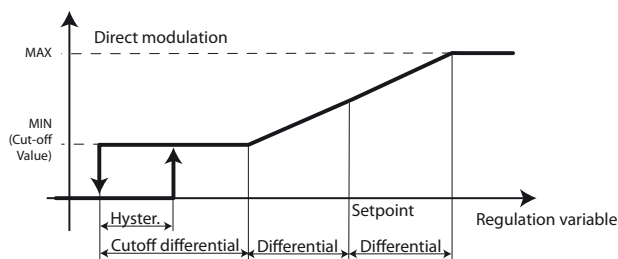 Direct modulation
MAX
MIN
(Cut-off
Value)
Hyster.
Setpoint
Regulation variable
Cutoff differential
Differential
Differential